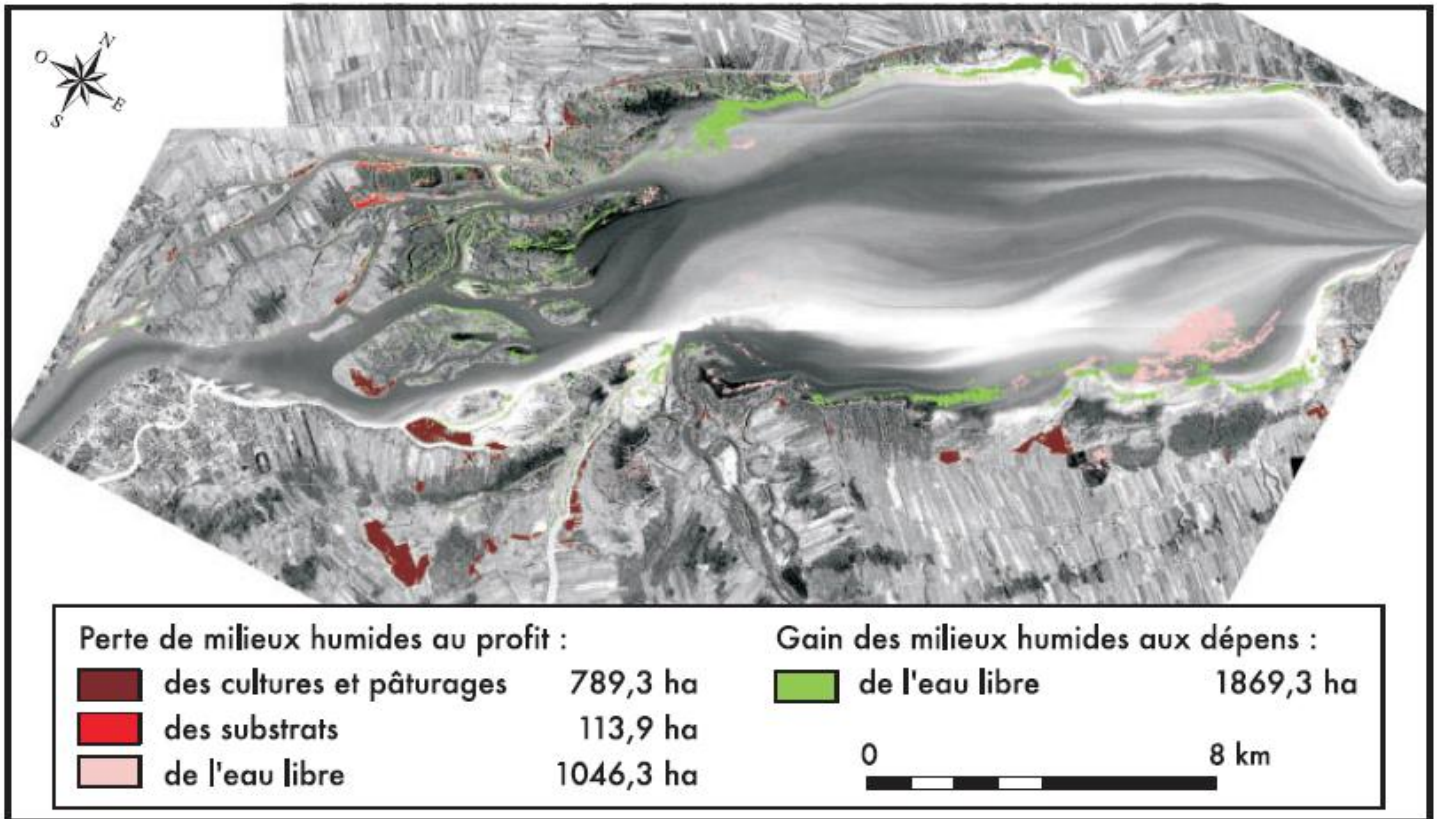 N
O
E
S
Perte de milieux humides au profit :
des cultures et pâturages 789,3 ha
des substrats 113,9 ha
de l'eau libre 1046,3 ha
Gain des milieux humides aux dépens :
de l'eau libre 1869,3 ha
0 8 km